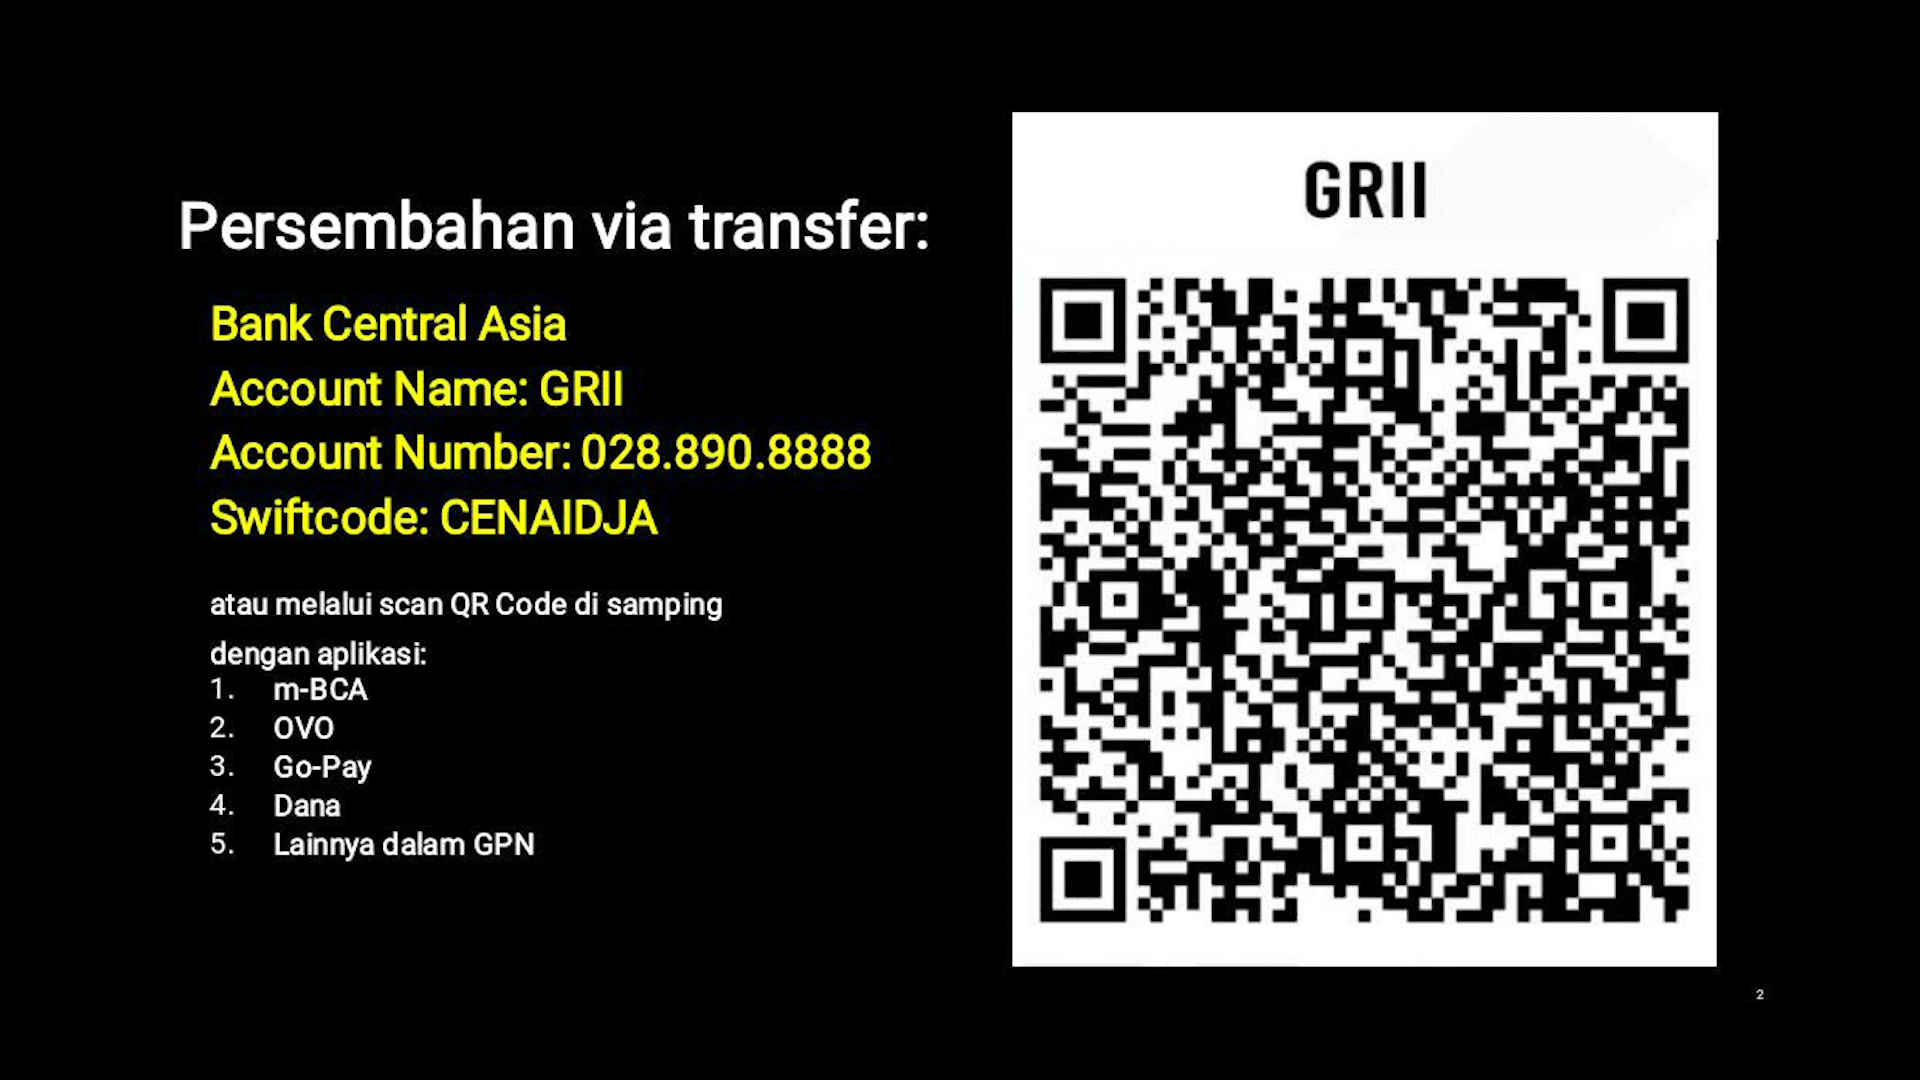 Persembahan via transfer:
Bank Central Asia
Account Name: GRII
Account Number: 028.890.8888
Swiftcode: CENAIDJA
atau melalui scan QR Code di samping
dengan aplikasi:
1. m-BCA
2. OVO
3. Go-Pay
4. Dana
5. Lainnya dalam GPN
GRII
2